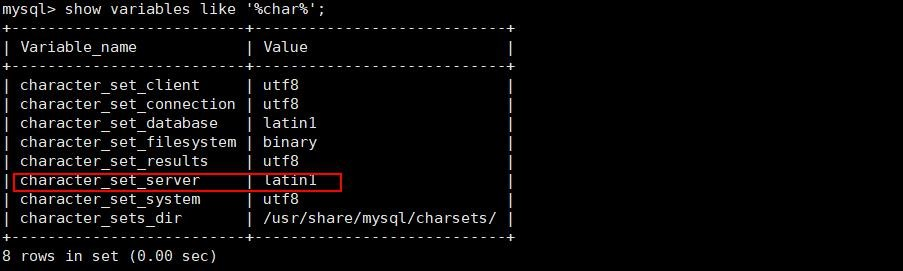 mysql> show variables like '%char%';
+--------------------------+----------------------------+
| Variable_name            | Value                      |
+--------------------------+----------------------------+
| character_set_client     | utf8                       |
| character_set_connection | utf8                       |
| character_set_database   | latin1                     |
| character_set_filesystem | binary                     |
| character_set_results    | utf8                       |
| character_set_server     | latin1                     |
| character_set_system     | utf8                       |
| character_sets_dir       | /usr/share/mysql/charsets/ |
+--------------------------+----------------------------+
8 rows in set (0.00 sec)